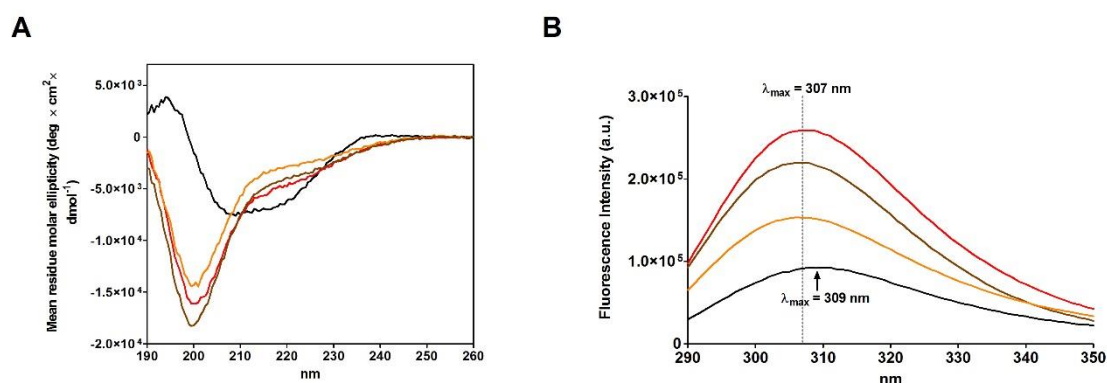 A
B
Mean residue molar ellipticity (deg × cm²×
dmol⁻¹)
5.0×10³
0
-5.0×10³
-1.0×10⁴
-1.5×10⁴
-2.0×10⁴
190 200 210 220 230 240 250 260
nm
Fluorescence Intensity (a.u.)
3.0×10⁵
2.0×10⁵
1.0×10⁵
0
λmax = 307 nm
λmax = 309 nm
290 300 310 320 330 340 350
nm